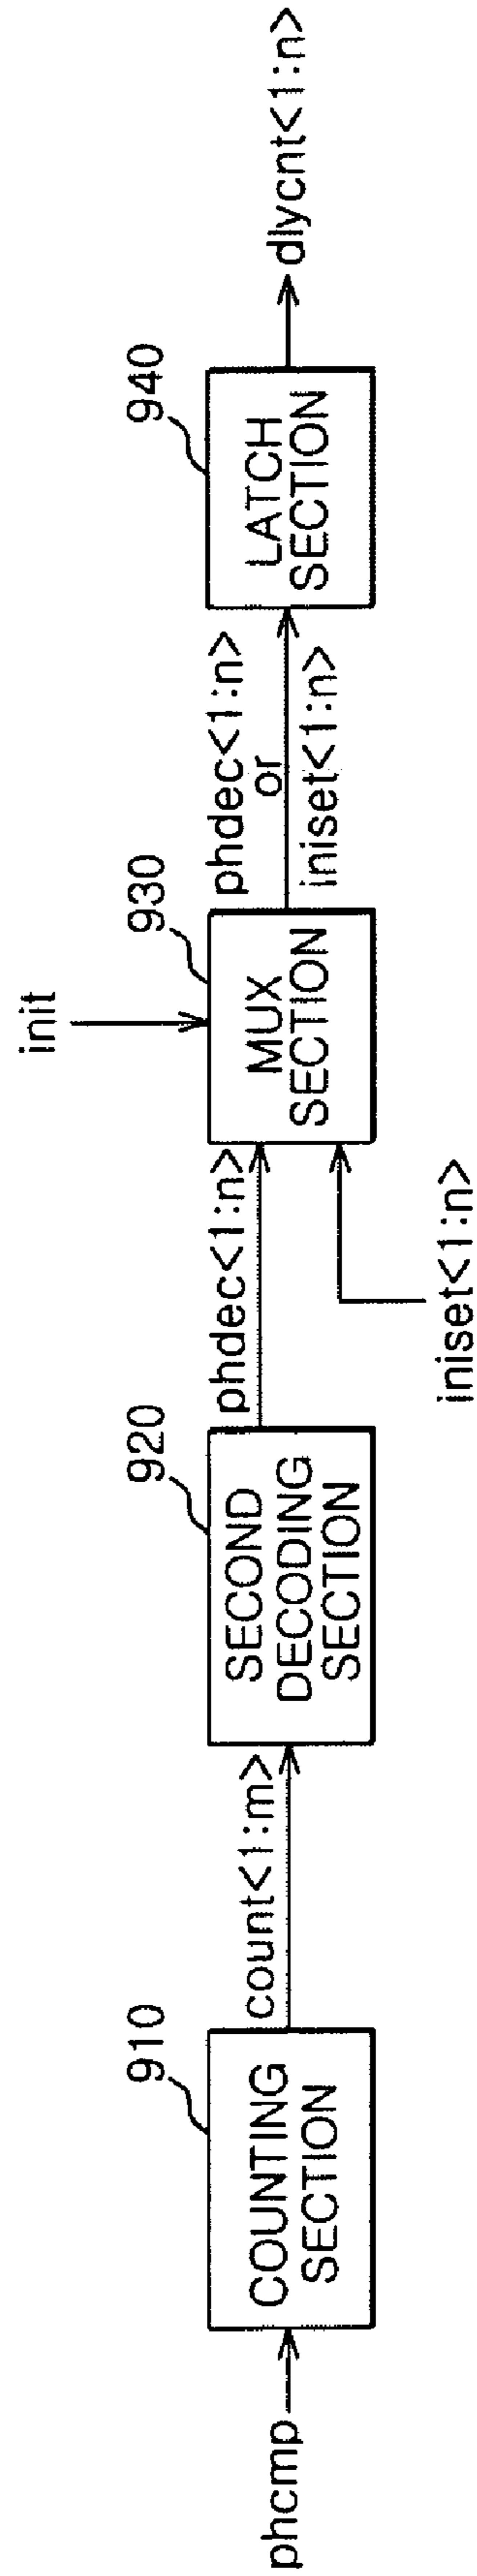 phcmp
910
COUNTING
SECTION
count<1:m>
920
SECOND
DECODING
SECTION
phdec<1:n>
iniset<1:n>
init
930
MUX
SECTION
phdec<1:n>
or
iniset<1:n>
940
LATCH
SECTION
dlycnt<1:n>